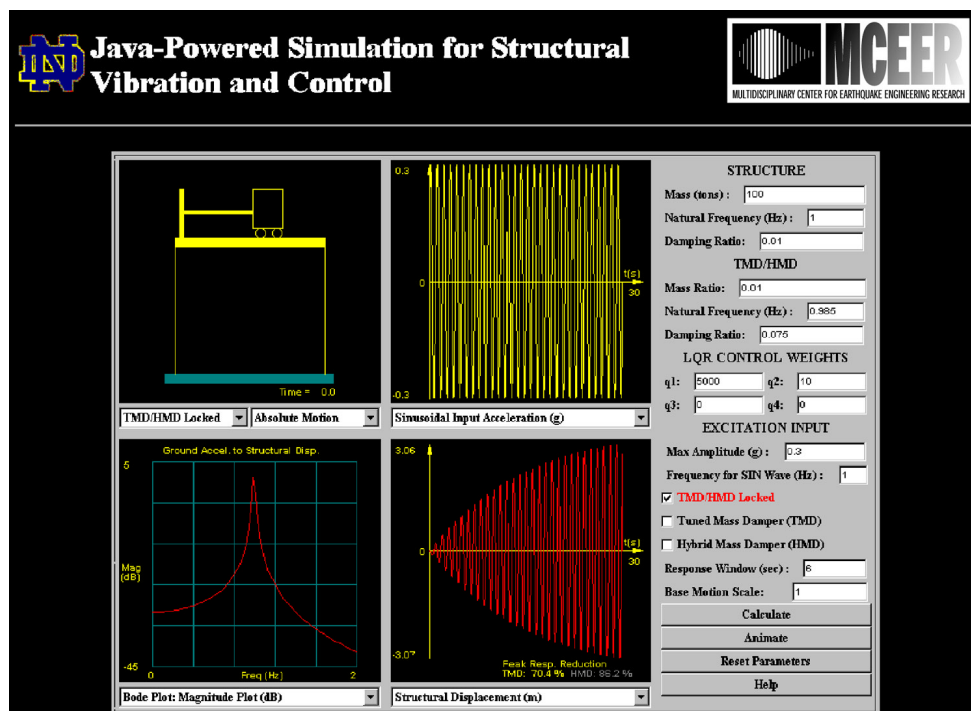 Java-Powered Simulation for Structural
Vibration and Control
MCEER
MULTIDISCIPLINARY CENTER FOR EARTHQUAKE ENGINEERING RESEARCH
Time = 0.0
TMD/HMD Locked
Absolute Motion
0.3
0
t(s)
30
-0.3
Sinusoidal Input Acceleration (g)
Ground Accel. to Structural Disp.
5
Mag
(dB)
-45
0
Freq (Hz)
2
Bode Plot: Magnitude Plot (dB)
3.06
0
t(s)
30
-3.07
Peak Resp. Reduction
TMD: 70.4 % HMD: 86.2 %
Structural Displacement (m)
STRUCTURE
Mass (tons) : 100
Natural Frequency (Hz) : 1
Damping Ratio: 0.01
TMD/HMD
Mass Ratio: 0.01
Natural Frequency (Hz) : 0.985
Damping Ratio: 0.075
LQR CONTROL WEIGHTS
q1: 5000 q2: 10
q3: 0 q4: 0
EXCITATION INPUT
Max Amplitude (g) : 0.3
Frequency for SIN Wave (Hz) : 1
TMD/HMD Locked
Tuned Mass Damper (TMD)
Hybrid Mass Damper (HMD)
Response Window (sec) : 6
Base Motion Scale: 1
Calculate
Animate
Reset Parameters
Help